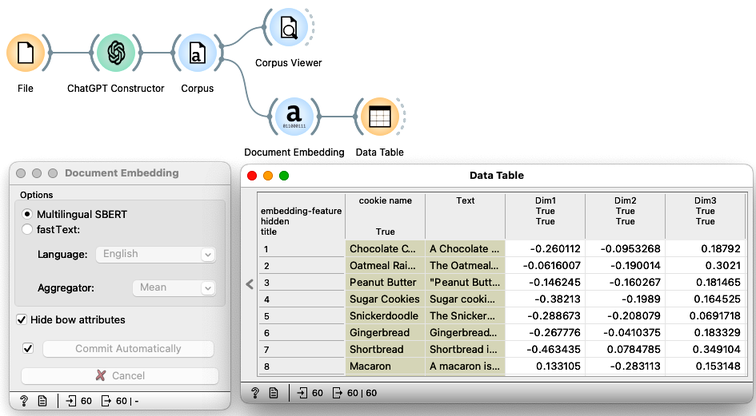 File
ChatGPT Constructor
Corpus
Corpus Viewer
a
a
011000111
Document Embedding
Data Table
Document Embedding
Options
Multilingual SBERT
fastText:
Language: English
Aggregator: Mean
Hide bow attributes
Commit Automatically
Cancel
60 60 | -
Data Table
cookie name Text Dim1 Dim2 Dim3
embedding-feature True True True
hidden True True True
title True
1 Chocolate C... A Chocolate ... -0.260112 -0.0953268 0.18792
2 Oatmeal Rai... The Oatmeal... -0.0616007 -0.190014 0.3021
3 Peanut Butter "Peanut Butt... -0.146245 -0.160267 0.181465
4 Sugar Cookies Sugar cooki... -0.38213 -0.1989 0.164525
5 Snickerdoodle The Snicker... -0.288673 -0.208079 0.0691718
6 Gingerbread Gingerbread... -0.267776 -0.0410375 0.183329
7 Shortbread Shortbread i... -0.463435 0.0784785 0.349104
8 Macaron A macaron is... 0.133105 -0.283113 0.153148
? 60 60 | 60